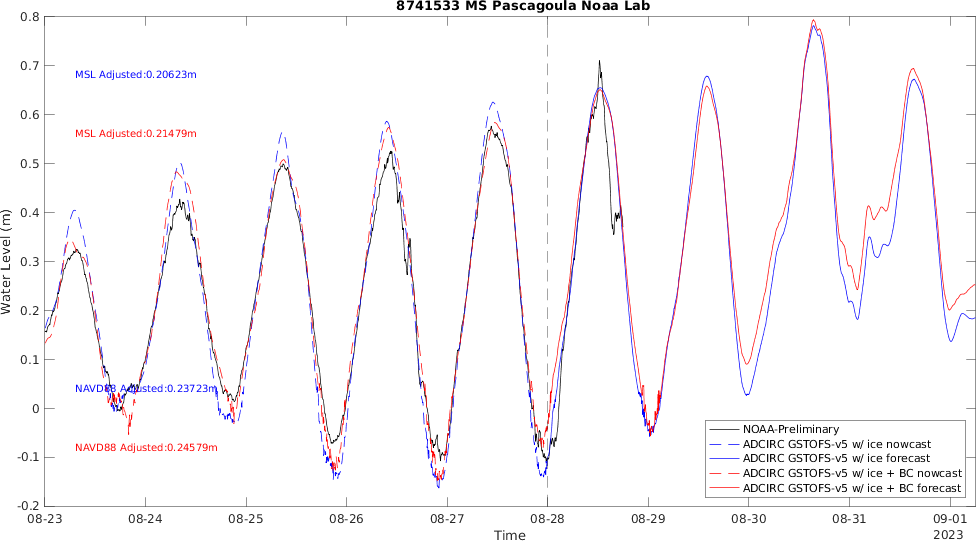 8741533 MS Pascagoula Noaa Lab
0.8
0.7
0.6
0.5
0.4
0.3
0.2
0.1
0
-0.1
-0.2
Water Level (m)
MSL Adjusted:0.20623m
MSL Adjusted:0.21479m
NAVD88 Adjusted:0.23723m
NAVD88 Adjusted:0.24579m
NOAA-Preliminary
ADCIRC GSTOFS-v5 w/ ice nowcast
ADCIRC GSTOFS-v5 w/ ice forecast
ADCIRC GSTOFS-v5 w/ice + BC nowcast
ADCIRC GSTOFS-v5 w/ice + BC forecast
08-23 08-24 08-25 08-26 08-27 08-28 08-29 08-30 08-31 09-01
Time 2023